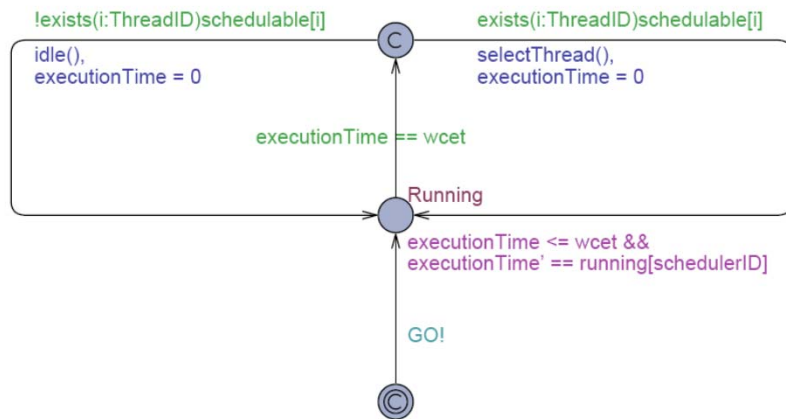 !exists(i:ThreadID)schedulable[i]
exists(i:ThreadID)schedulable[i]
C
idle(),
executionTime = 0
selectThread(),
executionTime = 0
executionTime == wcet
Running
executionTime <= wcet &&
executionTime' == running[schedulerID]
GO!
C